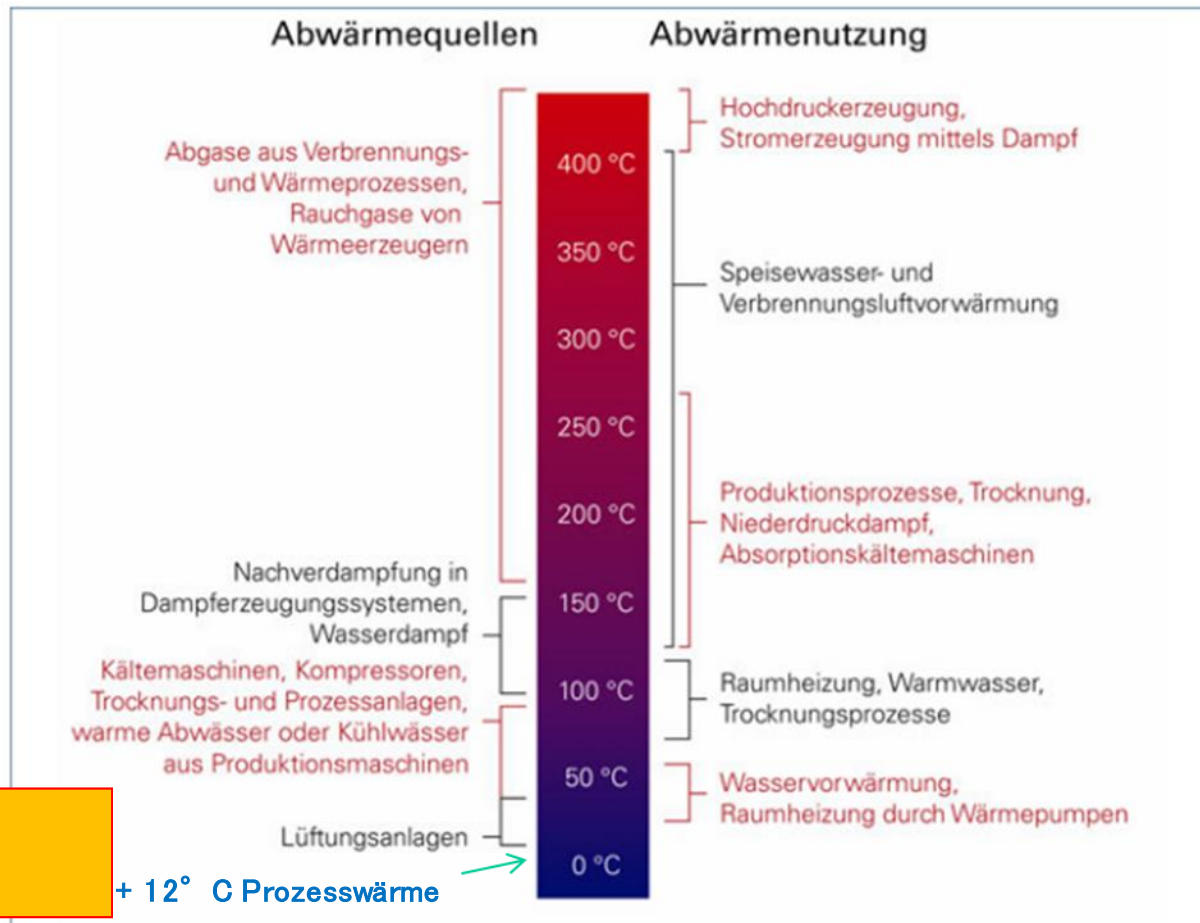 Abwärmequellen
Abwärmenutzung
Abgase aus Verbrennungs-
und Wärmeprozessen,
Rauchgase von
Wärmeerzeugern
Nachverdampfung in
Dampferzeugungssystemen,
Wasserdampf
Kältemaschinen, Kompressoren,
Trocknungs- und Prozessanlagen,
warme Abwässer oder Kühlwässer
aus Produktionsmaschinen
Lüftungsanlagen
+ 12° C Prozesswärme
400 °C
350 °C
300 °C
250 °C
200 °C
150 °C
100 °C
50 °C
0 °C
Hochdruckerzeugung,
Stromerzeugung mittels Dampf
Speisewasser- und
Verbrennungsluftvorwärmung
Produktionsprozesse, Trocknung,
Niederdruckdampf,
Absorptionskältemaschinen
Raumheizung, Warmwasser,
Trocknungsprozesse
Wasservorwärmung,
Raumheizung durch Wärmepumpen